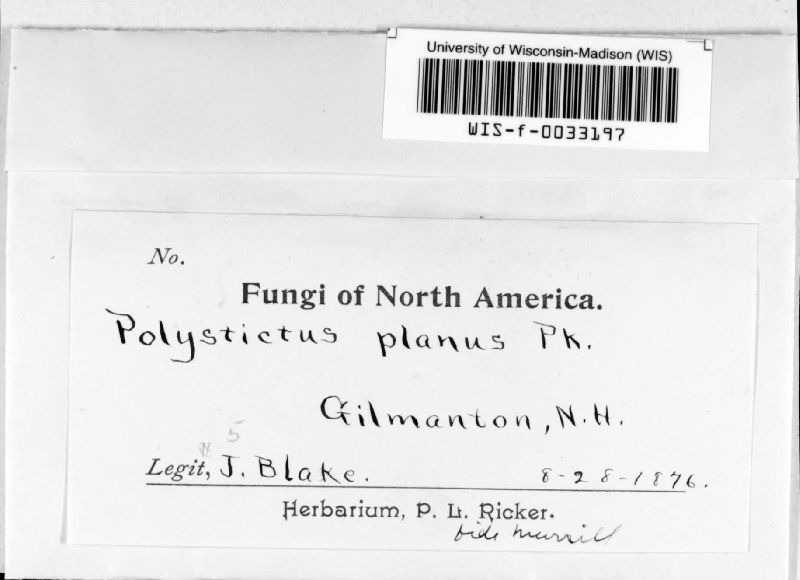 University of Wisconsin-Madison (WIS)
WIS-f-0033197
No.
Fungi of North America.
Polystictus planus Pk.
Gilmanton, N.H.
5
Legit, J. Blake. 8-28-1876.
Herbarium, P. L. Ricker.
fide Murrill